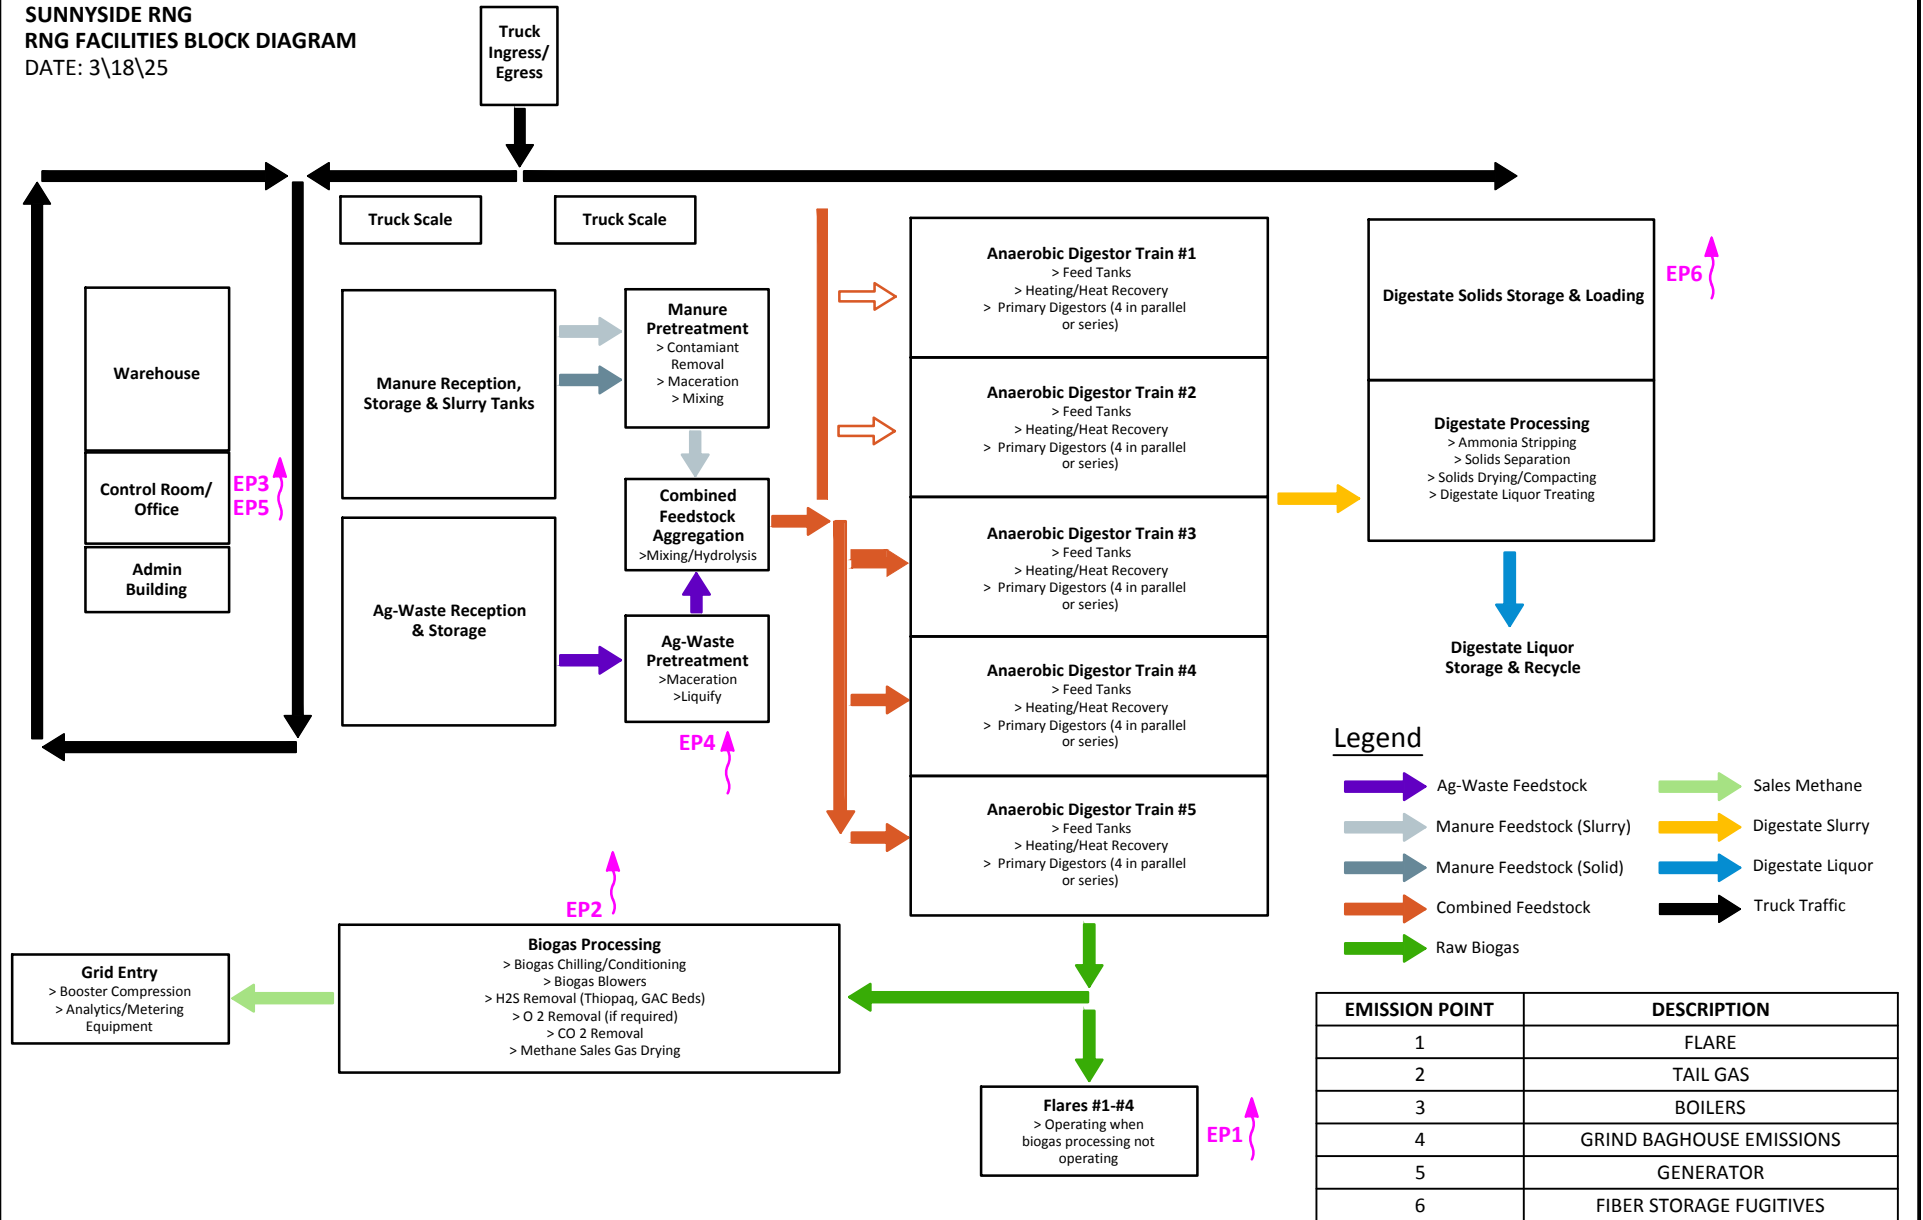 SUNNYSIDE RNG
RNG FACILITIES BLOCK DIAGRAM
DATE: 3\18\25
Truck
Ingress/
Egress
Truck Scale
Truck Scale
Warehouse
Control Room/
Office
Admin
Building
EP3
EP5
Manure Reception,
Storage & Slurry Tanks
Ag-Waste Reception
& Storage
Manure
Pretreatment
> Contamiant
Removal
> Maceration
> Mixing
Combined
Feedstock
Aggregation
>Mixing/Hydrolysis
Ag-Waste
Pretreatment
>Maceration
>Liquify
EP4
Anaerobic Digestor Train #1
> Feed Tanks
> Heating/Heat Recovery
> Primary Digestors (4 in parallel
or series)
Anaerobic Digestor Train #2
> Feed Tanks
> Heating/Heat Recovery
> Primary Digestors (4 in parallel
or series)
Anaerobic Digestor Train #3
> Feed Tanks
> Heating/Heat Recovery
> Primary Digestors (4 in parallel
or series)
Anaerobic Digestor Train #4
> Feed Tanks
> Heating/Heat Recovery
> Primary Digestors (4 in parallel
or series)
Anaerobic Digestor Train #5
> Feed Tanks
> Heating/Heat Recovery
> Primary Digestors (4 in parallel
or series)
Digestate Solids Storage & Loading
EP6
Digestate Processing
> Ammonia Stripping
> Solids Separation
> Solids Drying/Compacting
> Digestate Liquor Treating
Digestate Liquor
Storage & Recycle
EP2
Biogas Processing
> Biogas Chilling/Conditioning
> Biogas Blowers
> H2S Removal (Thiopaq, GAC Beds)
> O 2 Removal (if required)
> CO 2 Removal
> Methane Sales Gas Drying
Grid Entry
> Booster Compression
> Analytics/Metering
Equipment
Flares #1-#4
> Operating when
biogas processing not
operating
EP1
Legend
Ag-Waste Feedstock
Manure Feedstock (Slurry)
Manure Feedstock (Solid)
Combined Feedstock
Raw Biogas
Sales Methane
Digestate Slurry
Digestate Liquor
Truck Traffic
EMISSION POINT DESCRIPTION
1 FLARE
2 TAIL GAS
3 BOILERS
4 GRIND BAGHOUSE EMISSIONS
5 GENERATOR
6 FIBER STORAGE FUGITIVES